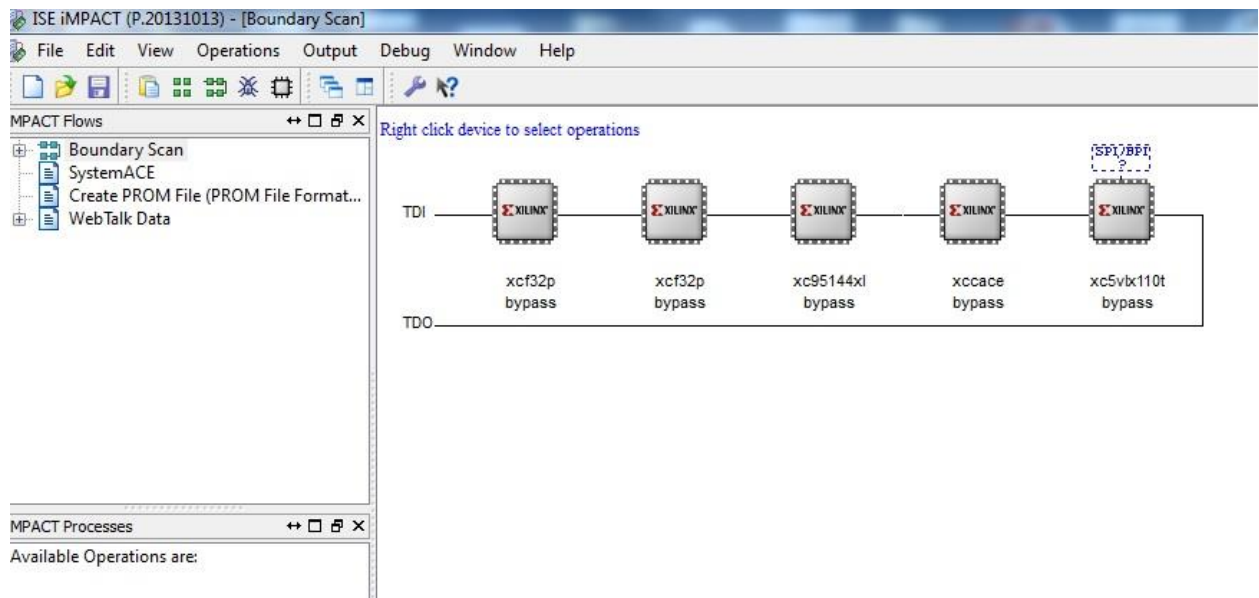 ISE iMPACT (P.20131013) - [Boundary Scan]
File Edit View Operations Output Debug Window Help
MPACT Flows
Boundary Scan
SystemACE
Create PROM File (PROM File Format...
WebTalk Data
Right click device to select operations
SPI/BPI
?
TDI
XILINX XILINX XILINX XILINX XILINX
xcf32p xcf32p xc95144xl xccace xc5vlx110t
bypass bypass bypass bypass bypass
TDO
MPACT Processes
Available Operations are: